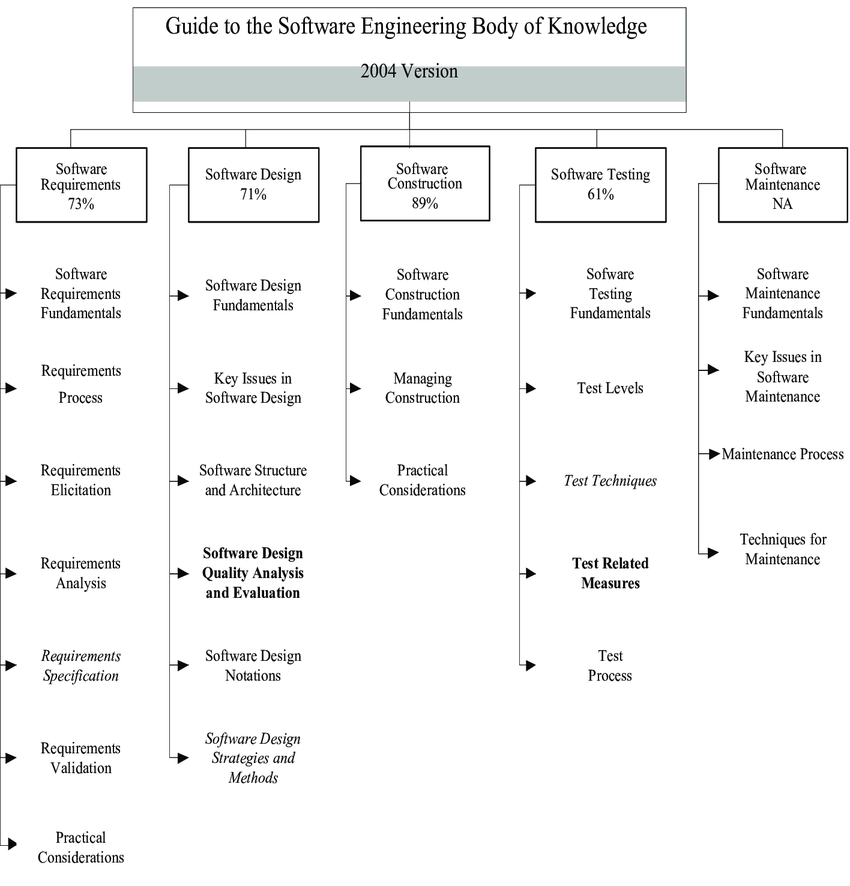 Guide to the Software Engineering Body of Knowledge
2004 Version
Software
Requirements
73%
Software Design
71%
Software
Construction
89%
Software Testing
61%
Software
Maintenance
NA
Software
Requirements
Fundamentals
Requirements
Process
Requirements
Elicitation
Requirements
Analysis
Requirements
Specification
Requirements
Validation
Practical
Considerations
Software Design
Fundamentals
Key Issues in
Software Design
Software Structure
and Architecture
Software Design
Quality Analysis
and Evaluation
Software Design
Notations
Software Design
Strategies and
Methods
Software
Construction
Fundamentals
Managing
Construction
Practical
Considerations
Sofware
Testing
Fundamentals
Test Levels
Test Techniques
Test Related
Measures
Test
Process
Software
Maintenance
Fundamentals
Key Issues in
Software
Maintenance
Maintenance Process
Techniques for
Maintenance